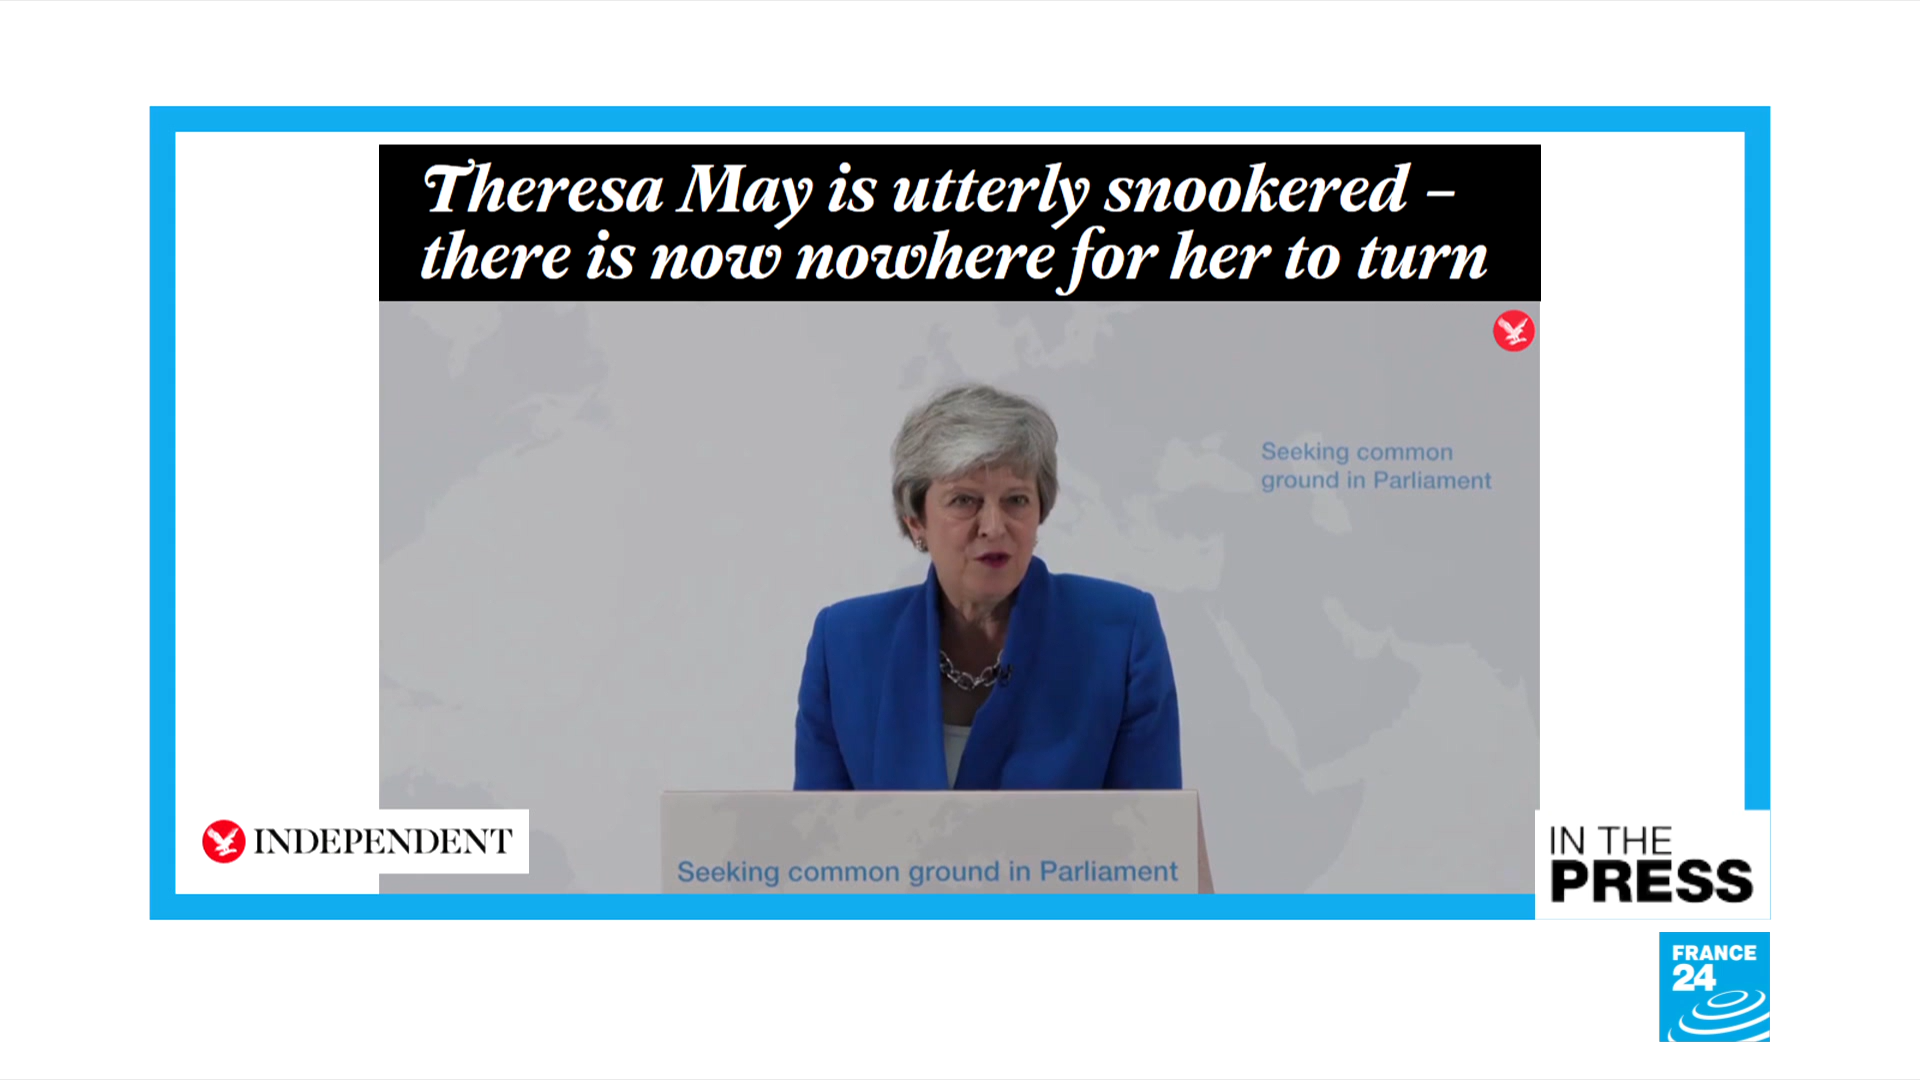 Theresa May is utterly snookered –
there is now nowhere for her to turn
Seeking common
ground in Parliament
Seeking common ground in Parliament
INDEPENDENT
IN THE
PRESS
FRANCE
24